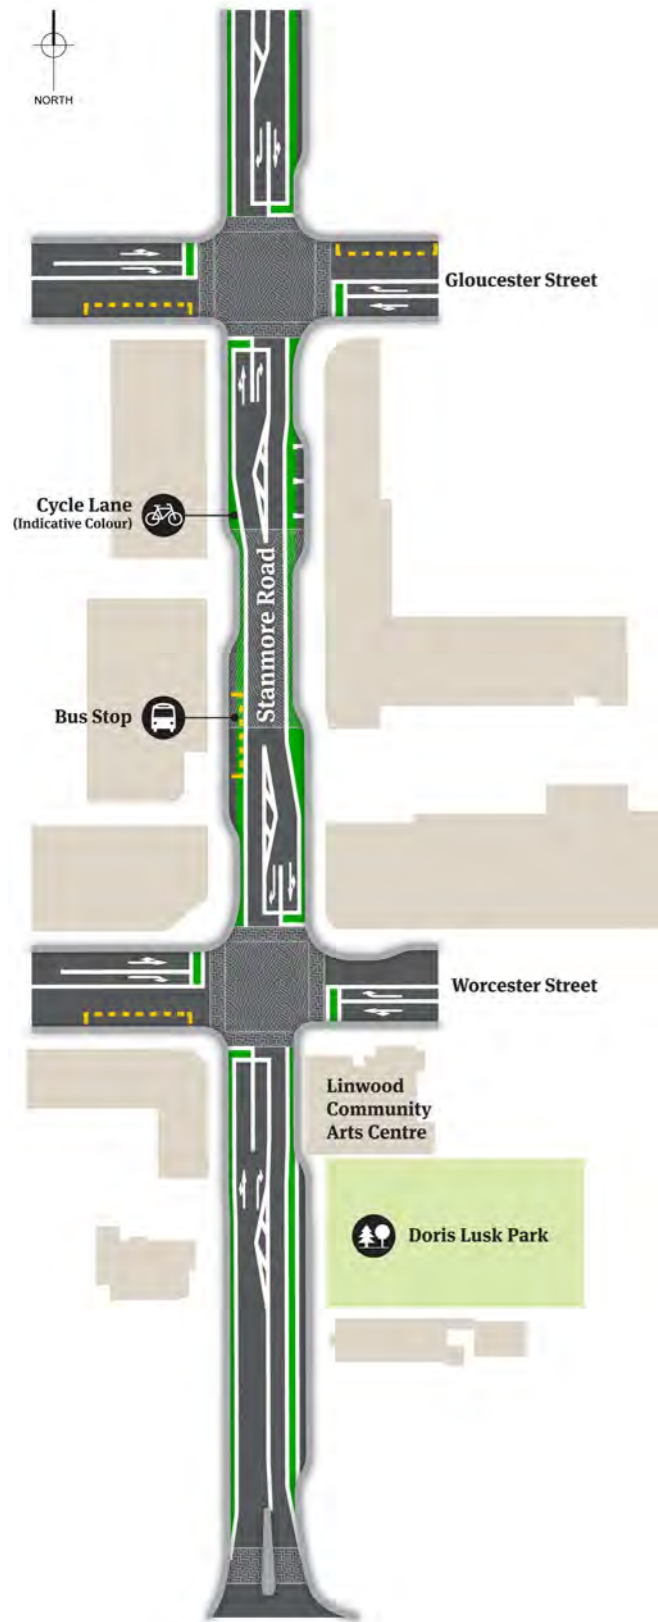 NORTH
Gloucester Street
Cycle Lane
(Indicative Colour)
Stanmore Road
Bus Stop
Worcester Street
Linwood
Community
Arts Centre
Doris Lusk Park